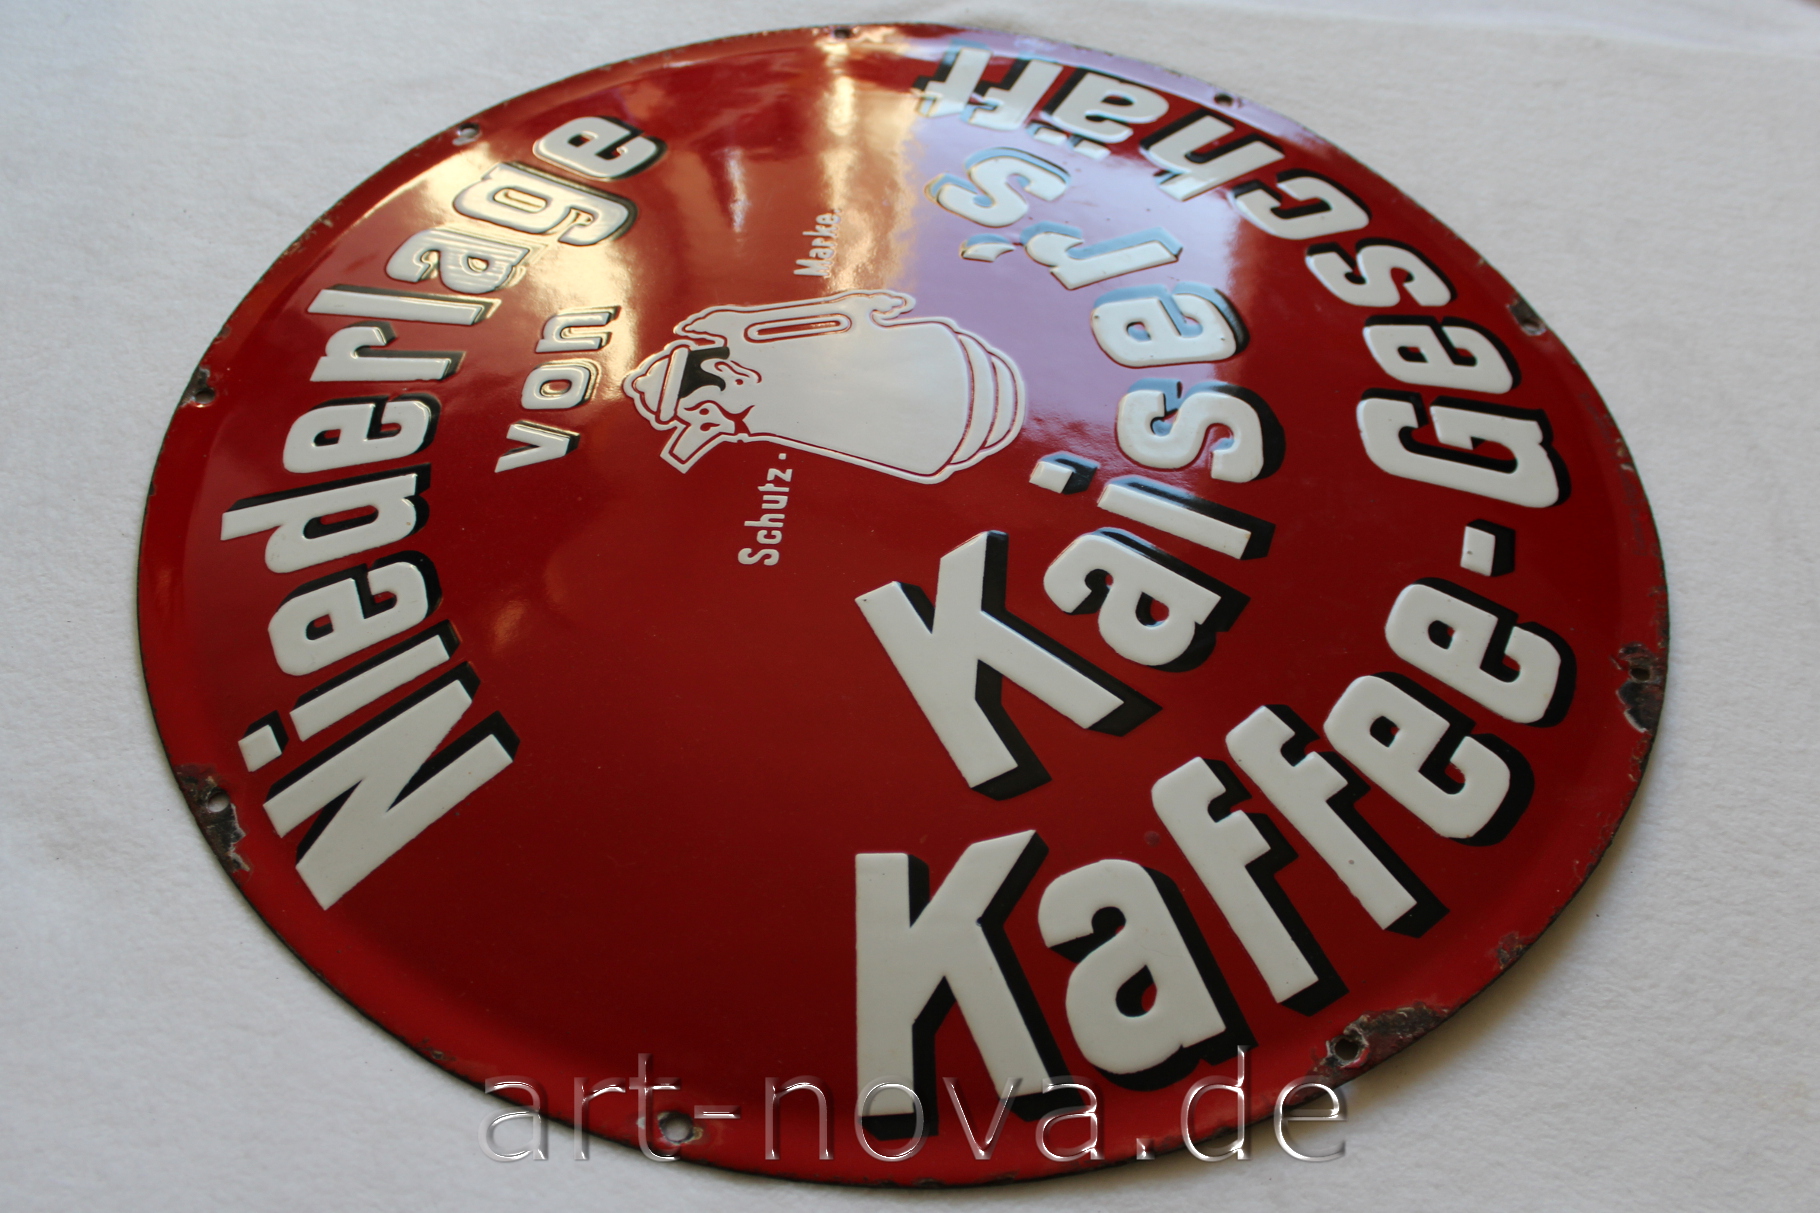 Niederlage
von
Schutz- Marke.
Kaiser's
Kaffee-Geschäft
art-nova.de